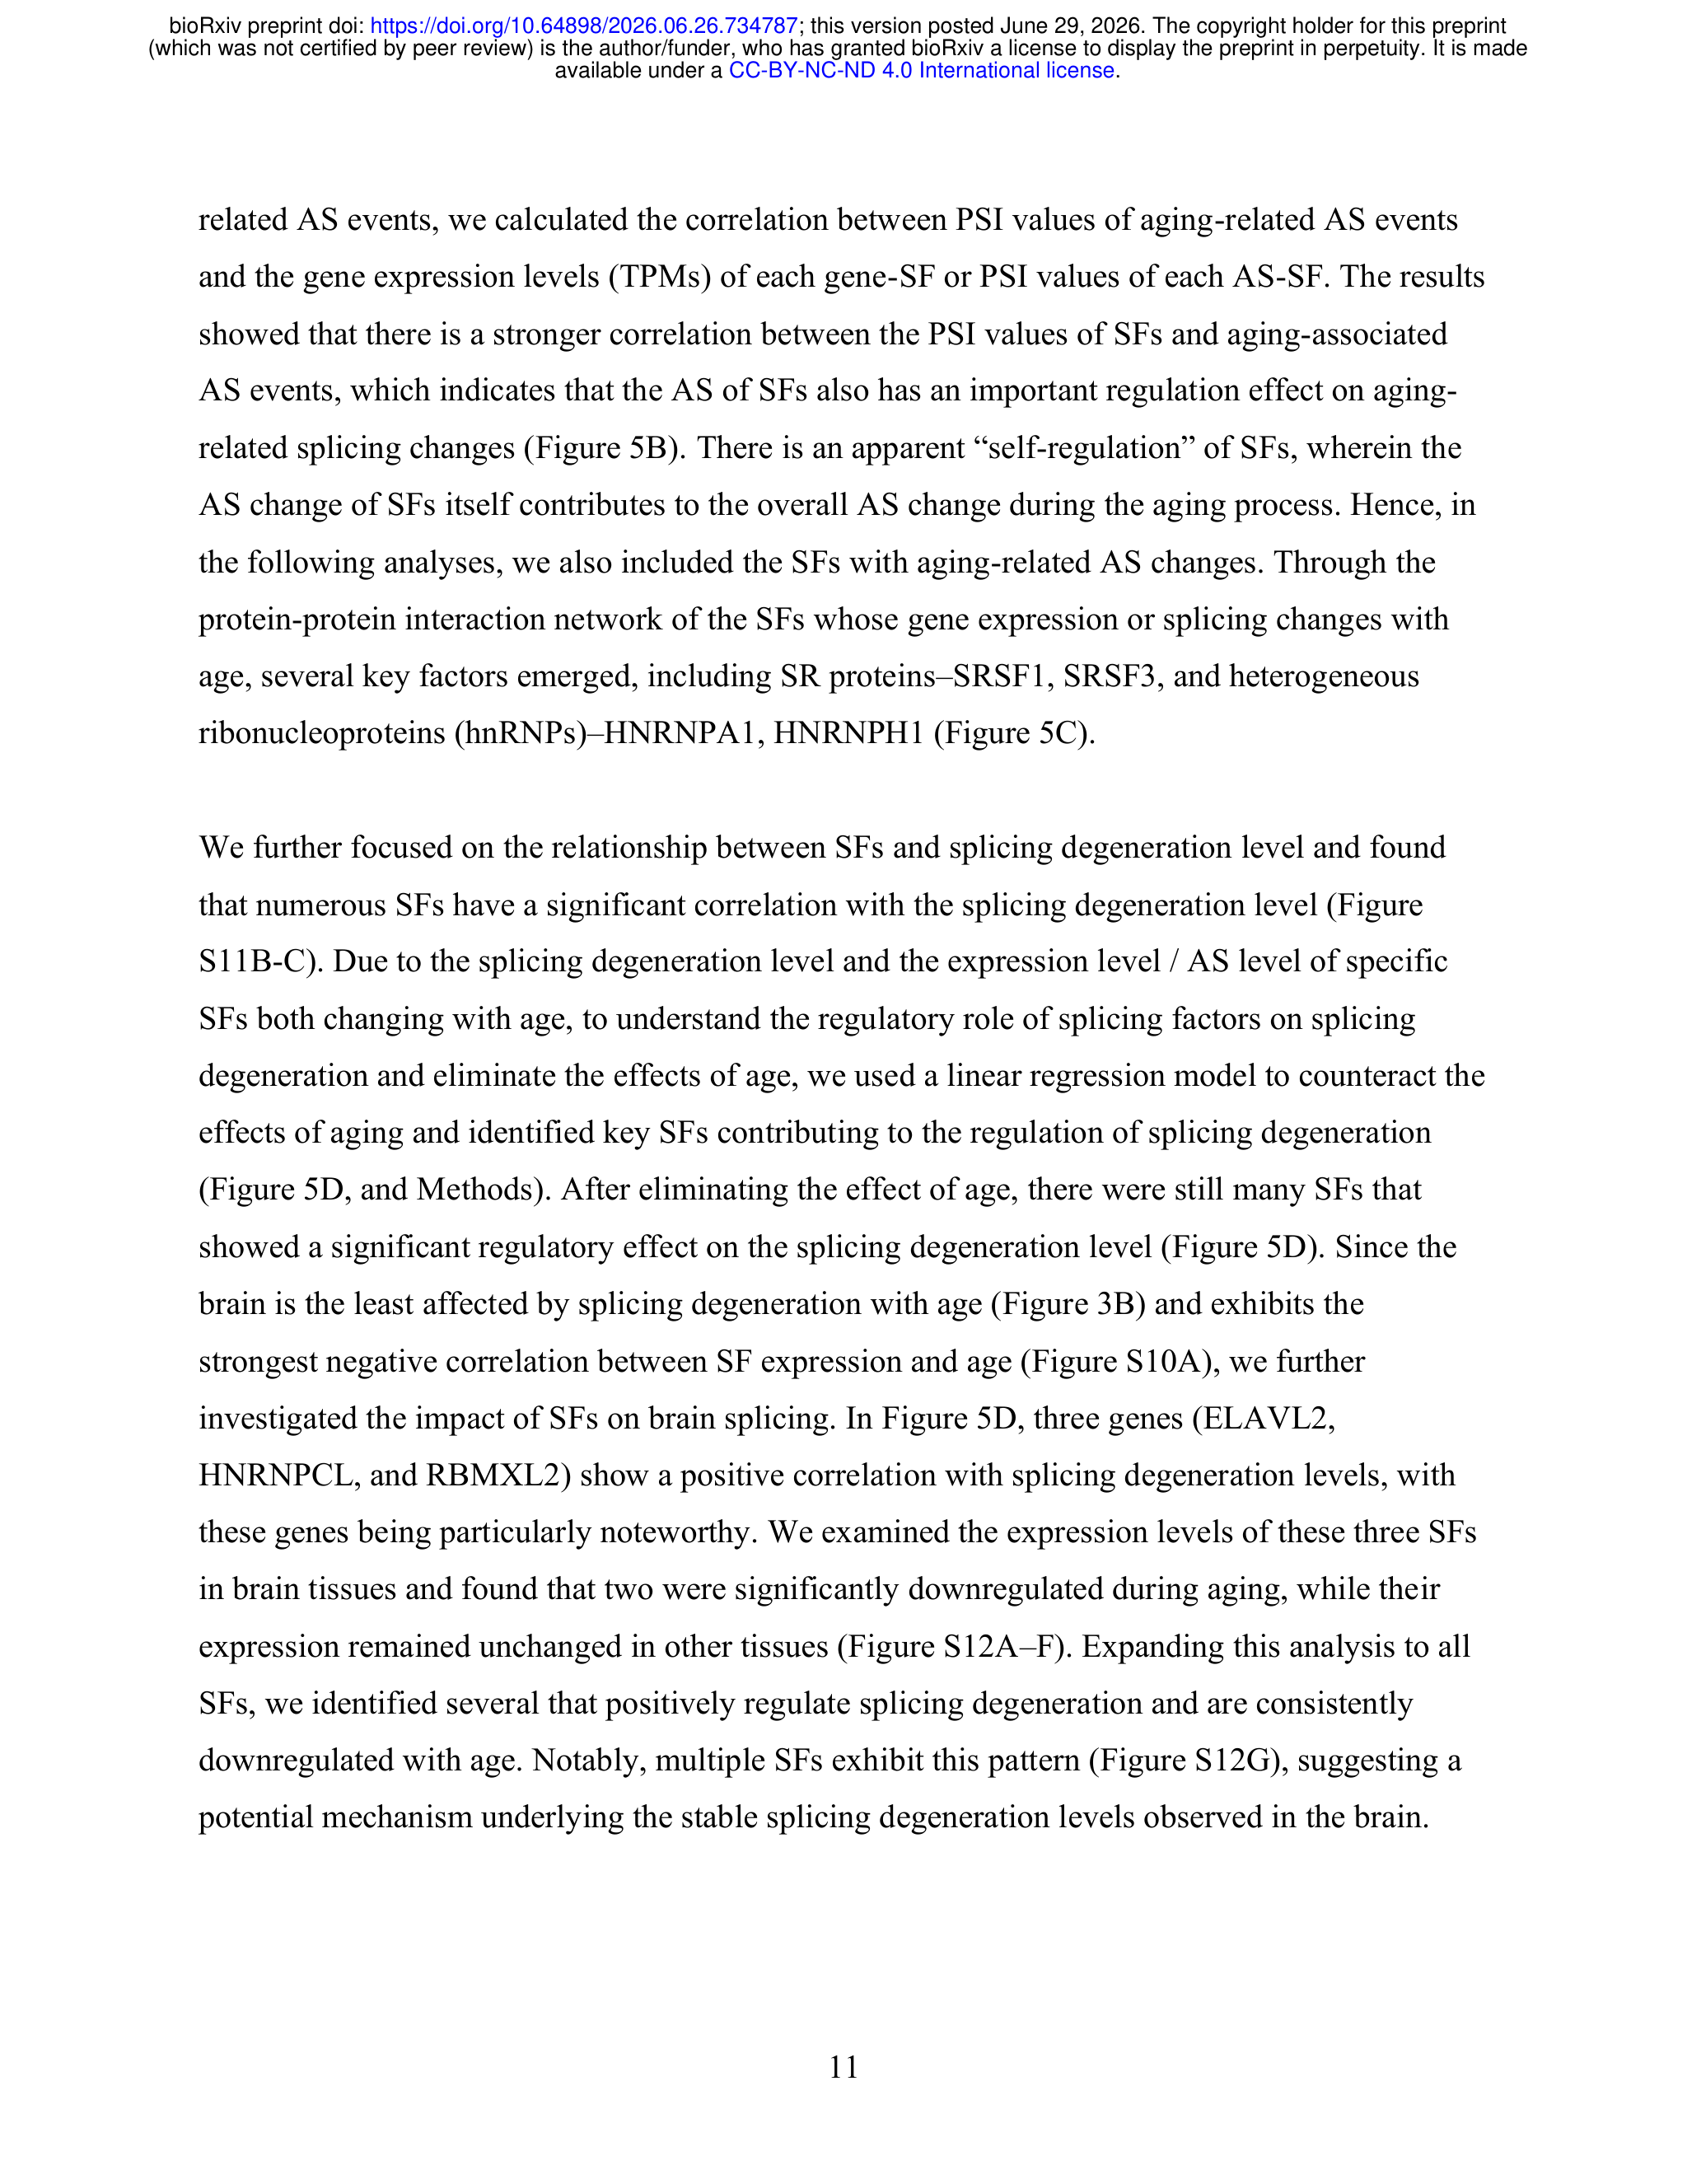 bioRxiv preprint doi: https://doi.org/10.64898/2026.06.26.734787; this version posted June 29, 2026. The copyright holder for this preprint
(which was not certified by peer review) is the author/funder, who has granted bioRxiv a license to display the preprint in perpetuity. It is made
available under a CC-BY-NC-ND 4.0 International license.
related AS events, we calculated the correlation between PSI values of aging-related AS events
and the gene expression levels (TPMs) of each gene-SF or PSI values of each AS-SF. The results
showed that there is a stronger correlation between the PSI values of SFs and aging-associated
AS events, which indicates that the AS of SFs also has an important regulation effect on aging-
related splicing changes (Figure 5B). There is an apparent “self-regulation” of SFs, wherein the
AS change of SFs itself contributes to the overall AS change during the aging process. Hence, in
the following analyses, we also included the SFs with aging-related AS changes. Through the
protein-protein interaction network of the SFs whose gene expression or splicing changes with
age, several key factors emerged, including SR proteins–SRSF1, SRSF3, and heterogeneous
ribonucleoproteins (hnRNPs)–HNRNPA1, HNRNPH1 (Figure 5C).
We further focused on the relationship between SFs and splicing degeneration level and found
that numerous SFs have a significant correlation with the splicing degeneration level (Figure
S11B-C). Due to the splicing degeneration level and the expression level / AS level of specific
SFs both changing with age, to understand the regulatory role of splicing factors on splicing
degeneration and eliminate the effects of age, we used a linear regression model to counteract the
effects of aging and identified key SFs contributing to the regulation of splicing degeneration
(Figure 5D, and Methods). After eliminating the effect of age, there were still many SFs that
showed a significant regulatory effect on the splicing degeneration level (Figure 5D). Since the
brain is the least affected by splicing degeneration with age (Figure 3B) and exhibits the
strongest negative correlation between SF expression and age (Figure S10A), we further
investigated the impact of SFs on brain splicing. In Figure 5D, three genes (ELAVL2,
HNRNPCL, and RBMXL2) show a positive correlation with splicing degeneration levels, with
these genes being particularly noteworthy. We examined the expression levels of these three SFs
in brain tissues and found that two were significantly downregulated during aging, while their
expression remained unchanged in other tissues (Figure S12A–F). Expanding this analysis to all
SFs, we identified several that positively regulate splicing degeneration and are consistently
downregulated with age. Notably, multiple SFs exhibit this pattern (Figure S12G), suggesting a
potential mechanism underlying the stable splicing degeneration levels observed in the brain.
11